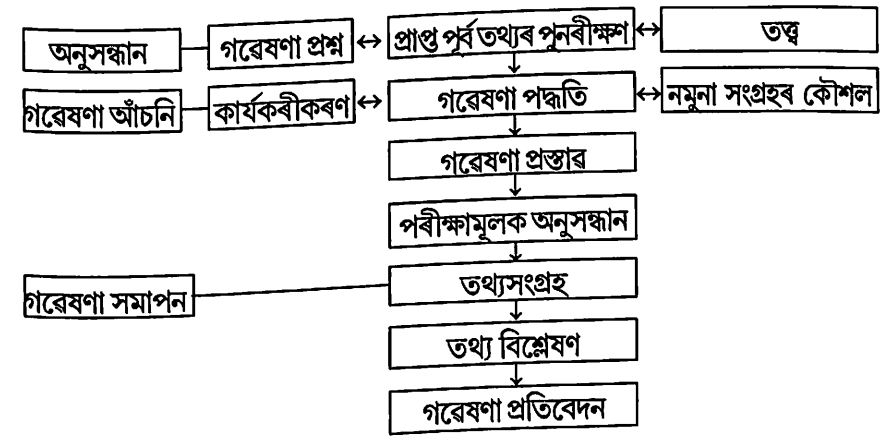 অনুসন্ধান
গৱেষণা প্ৰশ্ন
প্ৰাপ্ত পূৰ্ব তথ্যৰ পুনৰীক্ষণ
তত্ত্ব
গৱেষণা আঁচনি
কাৰ্যকৰীকৰণ
গৱেষণা পদ্ধতি
নমুনা সংগ্ৰহৰ কৌশল
গৱেষণা প্ৰস্তাৱ
পৰীক্ষামূলক অনুসন্ধান
গৱেষণা সমাপন
তথ্যসংগ্ৰহ
তথ্য বিশ্লেষণ
গৱেষণা প্ৰতিবেদন